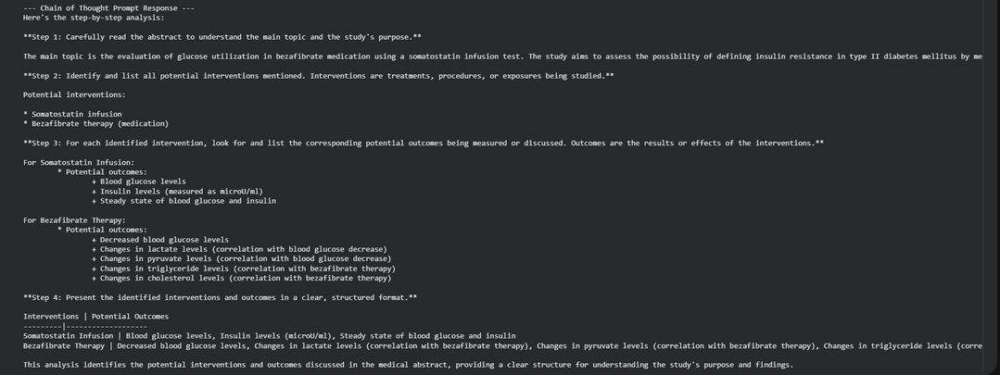 --- Chain of Thought Prompt Response ---
Here's the step-by-step analysis:
**Step 1: Carefully read the abstract to understand the main topic and the study's purpose.**
The main topic is the evaluation of glucose utilization in bezafibrate medication using a somatostatin infusion test. The study aims to assess the possibility of defining insulin resistance in type II diabetes mellitus by me
**Step 2: Identify and list all potential interventions mentioned. Interventions are treatments, procedures, or exposures being studied.**
Potential interventions:
* Somatostatin infusion
* Bezafibrate therapy (medication)
**Step 3: For each identified intervention, look for and list the corresponding potential outcomes being measured or discussed. Outcomes are the results or effects of the interventions.**
For Somatostatin Infusion:
* Potential outcomes:
+ Blood glucose levels
+ Insulin levels (measured as microU/ml)
+ Steady state of blood glucose and insulin
For Bezafibrate Therapy:
* Potential outcomes:
+ Decreased blood glucose levels
+ Changes in lactate levels (correlation with blood glucose decrease)
+ Changes in pyruvate levels (correlation with blood glucose decrease)
+ Changes in triglyceride levels (correlation with bezafibrate therapy)
+ Changes in cholesterol levels (correlation with bezafibrate therapy)
**Step 4: Present the identified interventions and outcomes in a clear, structured format.**
Interventions | Potential Outcomes
---------|-------------------
Somatostatin Infusion | Blood glucose levels, Insulin levels (microU/ml), Steady state of blood glucose and insulin
Bezafibrate Therapy | Decreased blood glucose levels, Changes in lactate levels (correlation with bezafibrate therapy), Changes in pyruvate levels (correlation with bezafibrate therapy), Changes in triglyceride levels (corre
This analysis identifies the potential interventions and outcomes discussed in the medical abstract, providing a clear structure for understanding the study's purpose and findings.